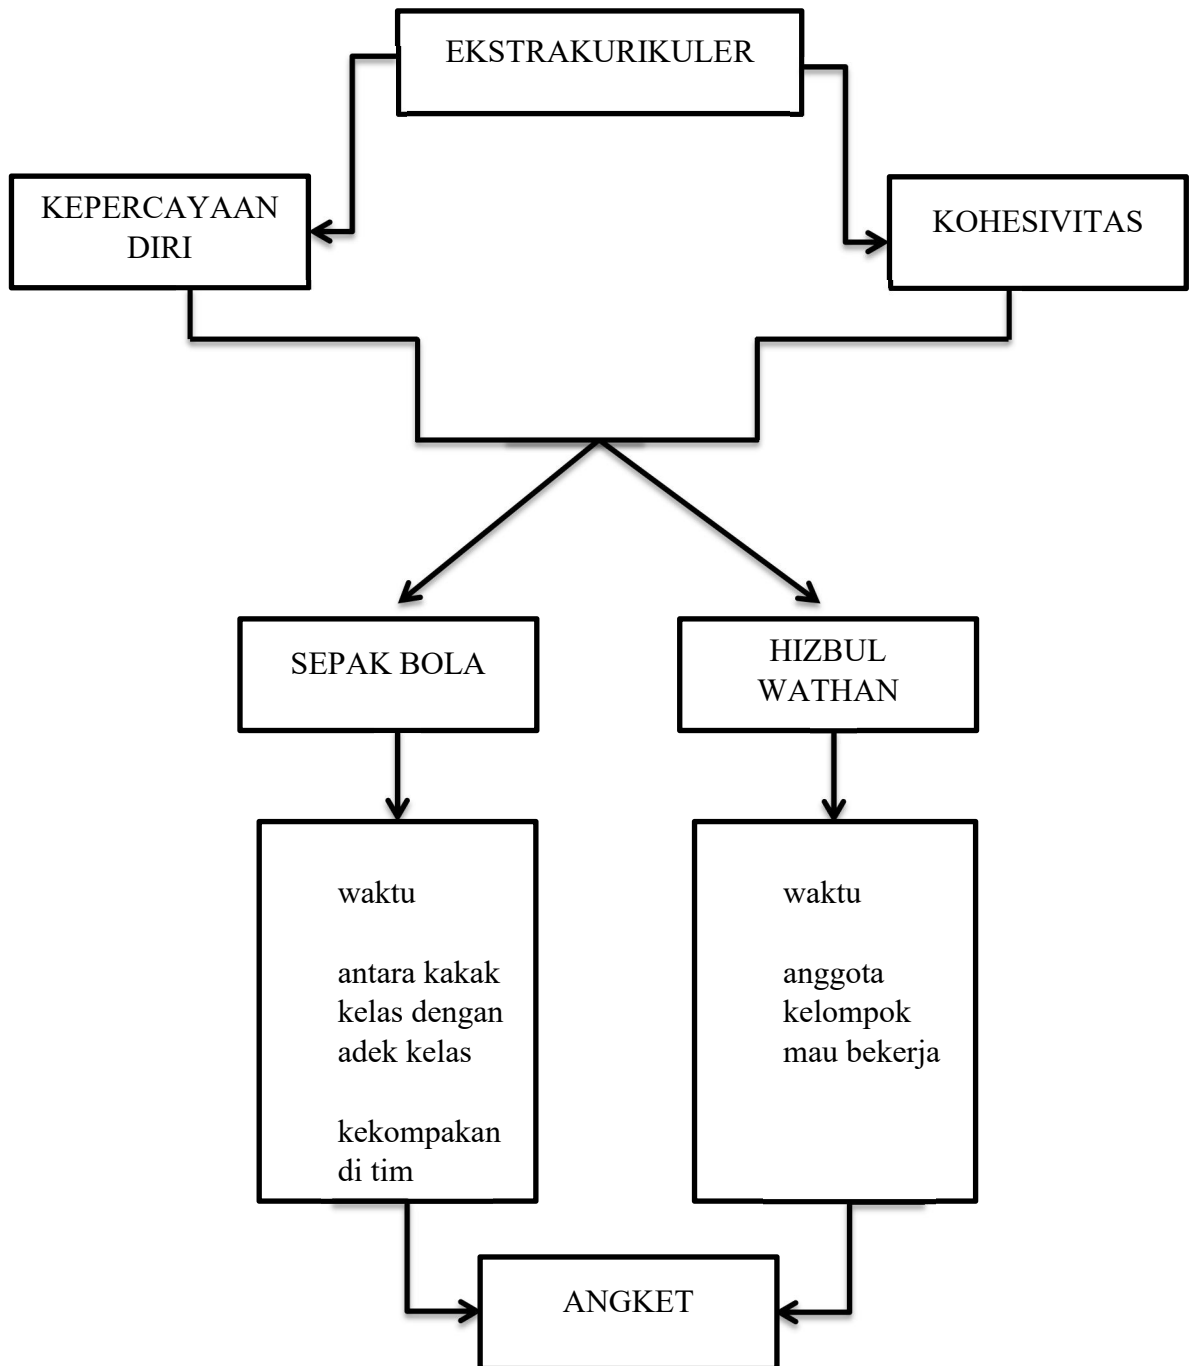 EKSTRAKURIKULER
KEPERCAYAAN
DIRI
KOHESIVITAS
SEPAK BOLA
HIZBUL
WATHAN
waktu
antara kakak
kelas dengan
adek kelas
kekompakan
di tim
waktu
anggota
kelompok
mau bekerja
ANGKET